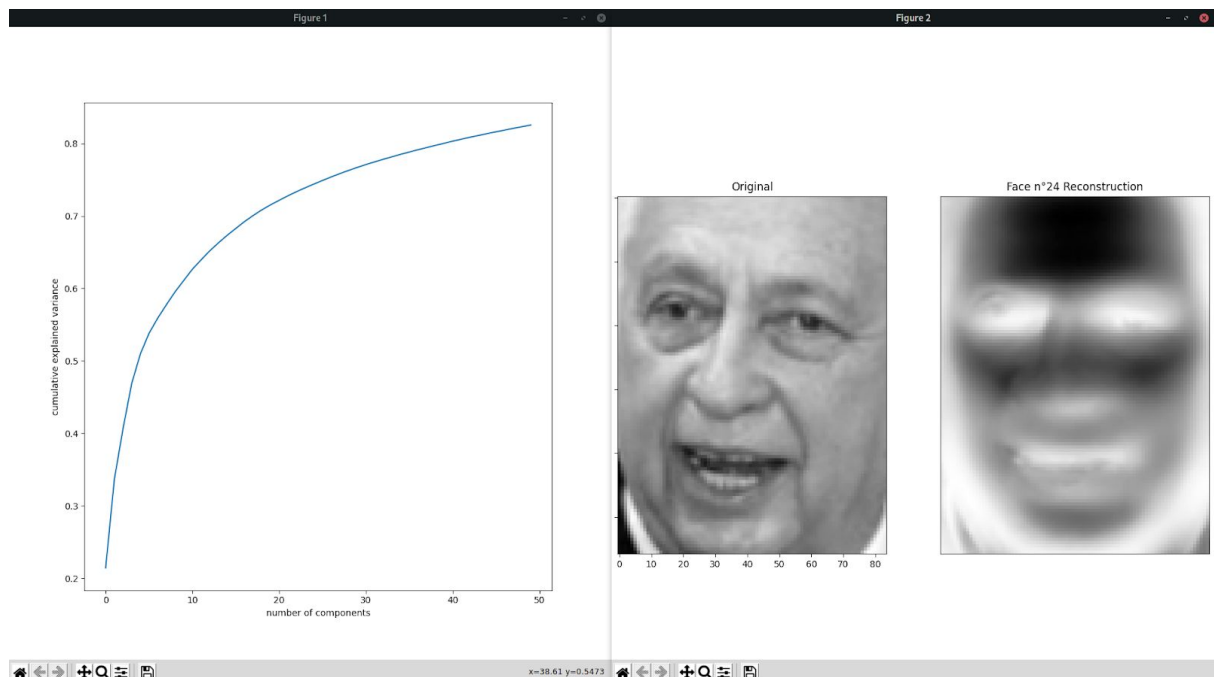 Figure 1
Figure 2
0.8
0.7
0.6
0.5
0.4
0.3
0.2
cumulative explained variance
0 10 20 30 40 50
number of components
Original
Face n°24 Reconstruction
0 10 20 30 40 50 60 70 80
x=38.61 y=0.5473